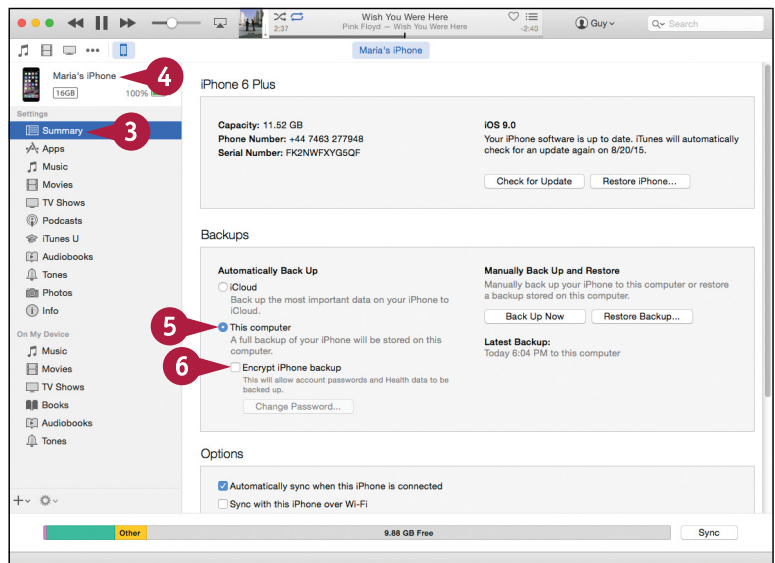 Wish You Were Here
2:37 Pink Floyd — Wish You Were Here -2:40
Guy
Search
Maria's iPhone
Maria's iPhone
4
16GB 100%
Settings
Summary
3
Apps
Music
Movies
TV Shows
Podcasts
iTunes U
Audiobooks
Tones
Photos
Info
On My Device
Music
Movies
TV Shows
Books
Audiobooks
Tones
iPhone 6 Plus
Capacity: 11.52 GB
Phone Number: +44 7463 277948
Serial Number: FK2NWFXYG5QF
iOS 9.0
Your iPhone software is up to date. iTunes will automatically
check for an update again on 8/20/15.
Check for Update Restore iPhone...
Backups
Automatically Back Up
iCloud
Back up the most important data on your iPhone to
iCloud.
5
This computer
A full backup of your iPhone will be stored on this
computer.
6
Encrypt iPhone backup
This will allow account passwords and Health data to be
backed up.
Change Password...
Manually Back Up and Restore
Manually back up your iPhone to this computer or restore
a backup stored on this computer.
Back Up Now Restore Backup...
Latest Backup:
Today 6:04 PM to this computer
Options
Automatically sync when this iPhone is connected
Sync with this iPhone over Wi-Fi
Other 9.88 GB Free Sync